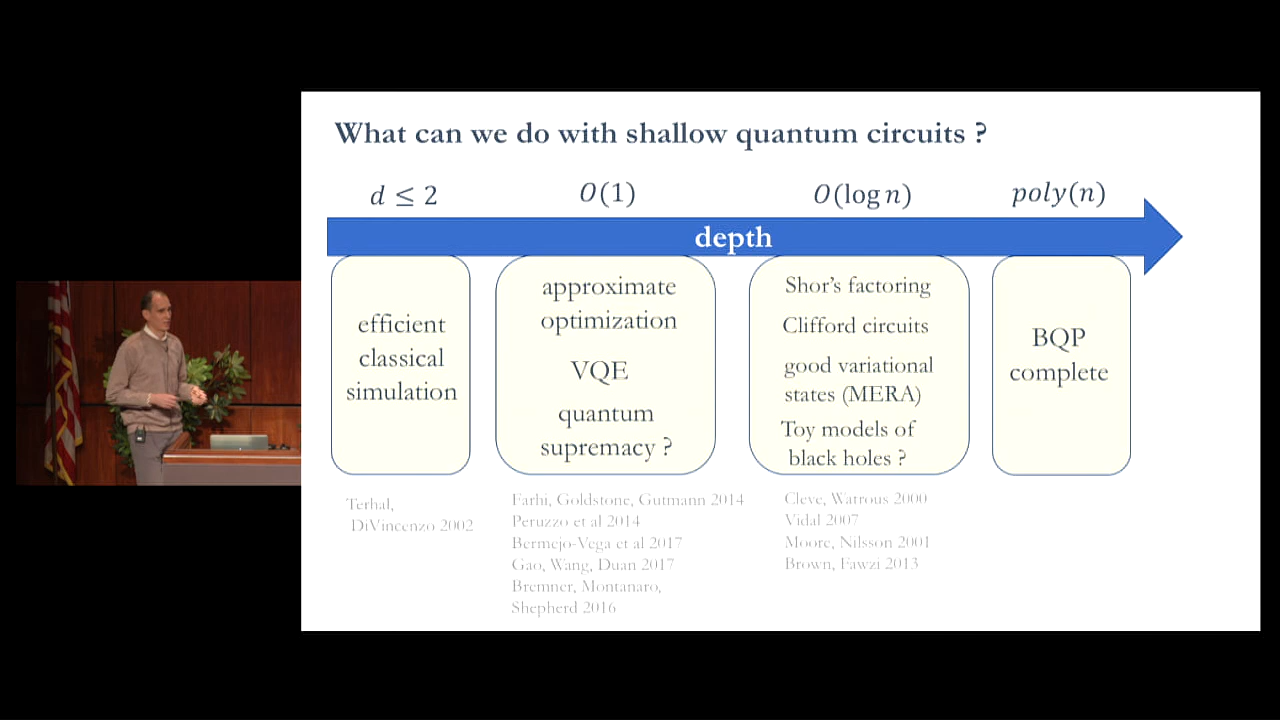 What can we do with shallow quantum circuits ?
d ≤ 2
O(1)
O(log n)
poly(n)
depth
efficient
classical
simulation
approximate
optimization
VQE
quantum
supremacy ?
Shor's factoring
Clifford circuits
good variational
states (MERA)
Toy models of
black holes ?
BQP
complete
Terhal,
DiVincenzo 2002
Farhi, Goldstone, Gutmann 2014
Peruzzo et al 2014
Bermejo-Vega et al 2017
Gao, Wang, Duan 2017
Bremner, Montanaro,
Shepherd 2016
Cleve, Watrous 2000
Vidal 2007
Moore, Nilsson 2001
Brown, Fawzi 2013